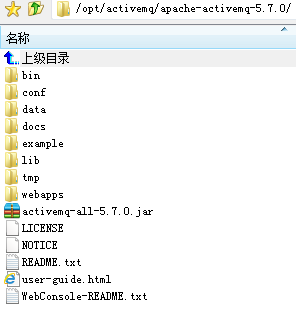 /opt/activemq/apache-activemq-5.7.0/
名称
上级目录
bin
conf
data
docs
example
lib
tmp
webapps
activemq-all-5.7.0.jar
LICENSE
NOTICE
README.txt
user-guide.html
WebConsole-README.txt